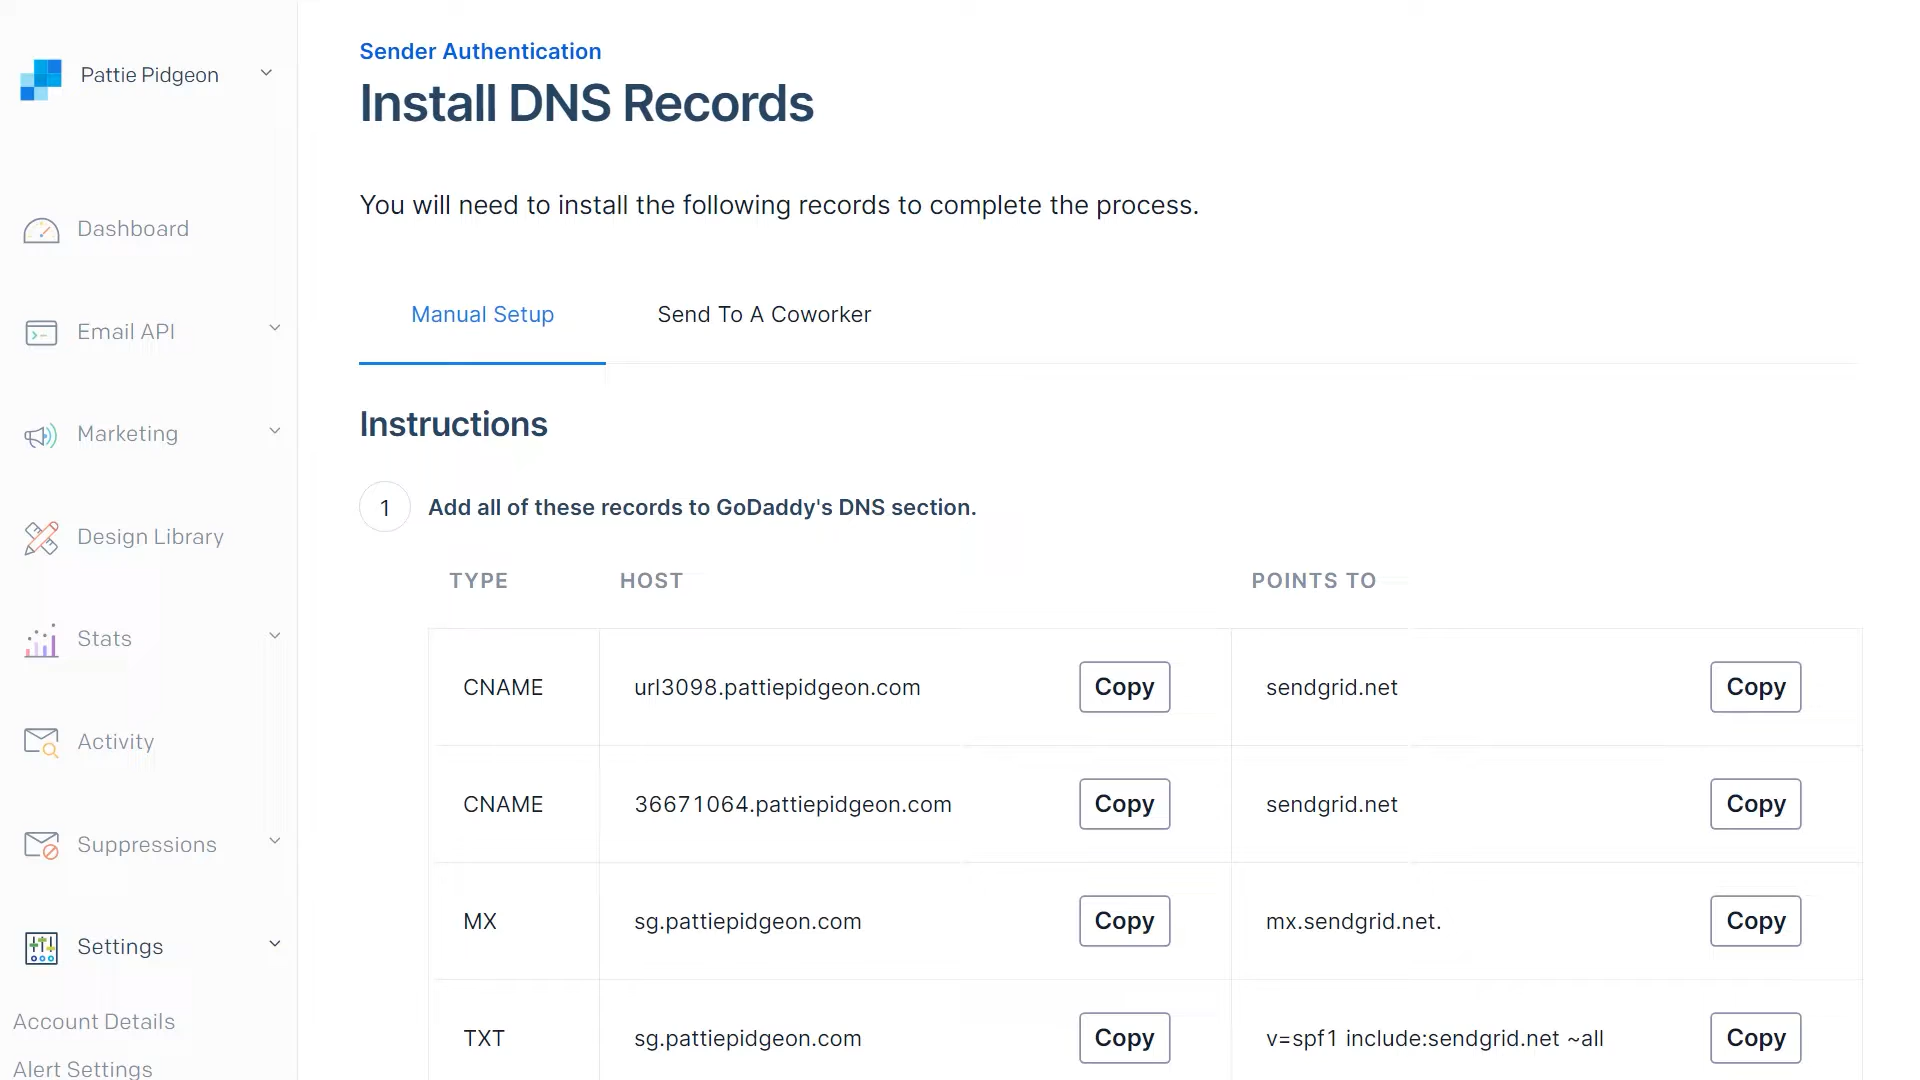 Pattie Pidgeon
Dashboard
Email API
Marketing
Design Library
Stats
Activity
Suppressions
Settings
Account Details
Alert Settings
Sender Authentication
Install DNS Records
You will need to install the following records to complete the process.
Manual Setup Send To A Coworker
Instructions
1 Add all of these records to GoDaddy's DNS section.
TYPE HOST POINTS TO
CNAME url3098.pattiepidgeon.com Copy sendgrid.net Copy
CNAME 36671064.pattiepidgeon.com Copy sendgrid.net Copy
MX sg.pattiepidgeon.com Copy mx.sendgrid.net. Copy
TXT sg.pattiepidgeon.com Copy v=spf1 include:sendgrid.net ~all Copy